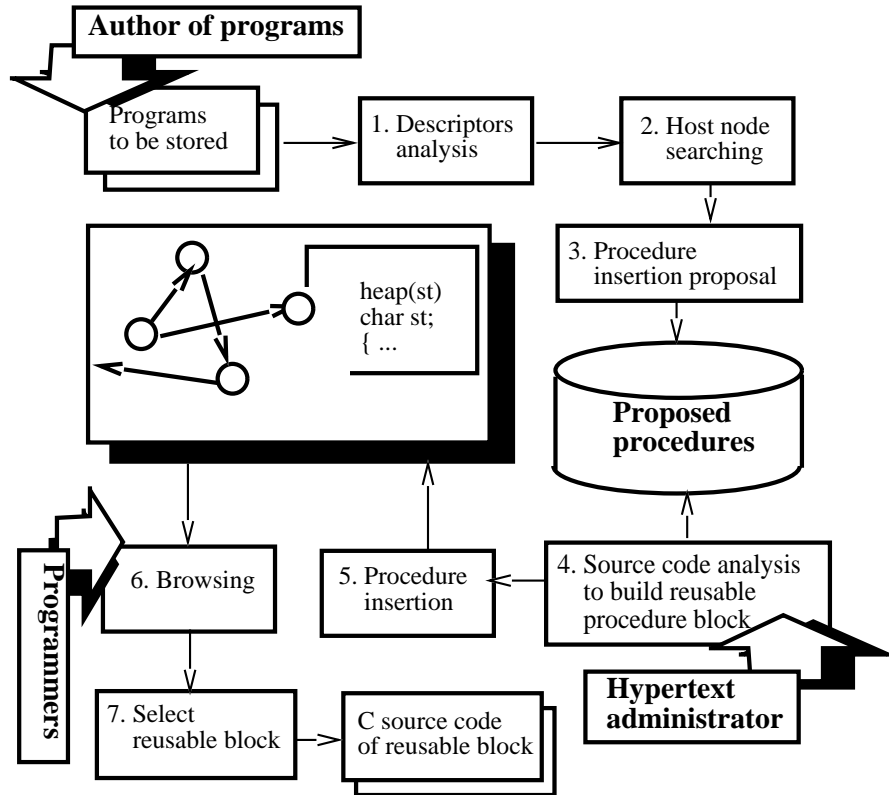 Author of programs
Programs
to be stored
1. Descriptors
analysis
2. Host node
searching
3. Procedure
insertion proposal
heap(st)
char st;
{ ...
Proposed
procedures
4. Source code analysis
to build reusable
procedure block
5. Procedure
insertion
6. Browsing
Programmers
Hypertext
administrator
7. Select
reusable block
C source code
of reusable block